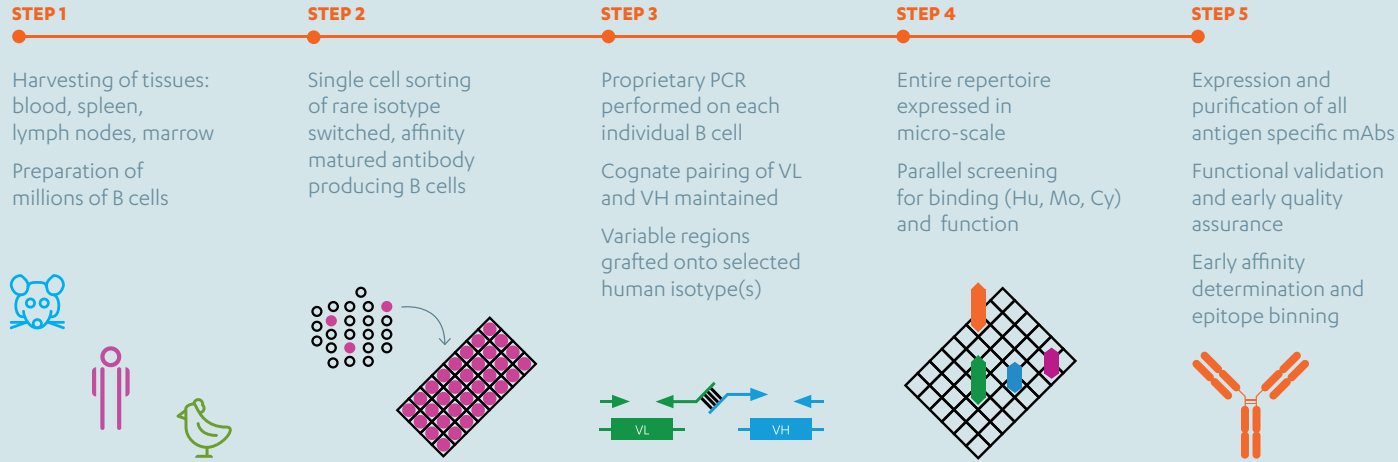 STEP 1
Harvesting of tissues:
blood, spleen,
lymph nodes, marrow
Preparation of
millions of B cells
STEP 2
Single cell sorting
of rare isotype
switched, affinity
matured antibody
producing B cells
STEP 3
Proprietary PCR
performed on each
individual B cell
Cognate pairing of VL
and VH maintained
Variable regions
grafted onto selected
human isotype(s)
VL
VH
STEP 4
Entire repertoire
expressed in
micro-scale
Parallel screening
for binding (Hu, Mo, Cy)
and function
STEP 5
Expression and
purification of all
antigen specific mAbs
Functional validation
and early quality
assurance
Early affinity
determination and
epitope binning